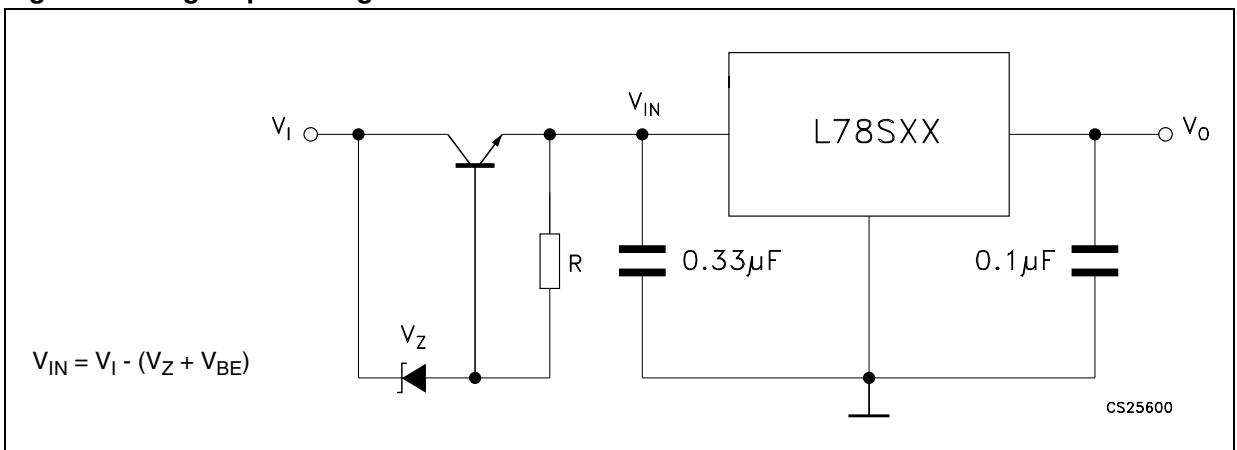 V_I
V_IN
L78SXX
V_O
R
0.33µF
0.1µF
V_Z
V_IN = V_I - (V_Z + V_BE)
CS25600